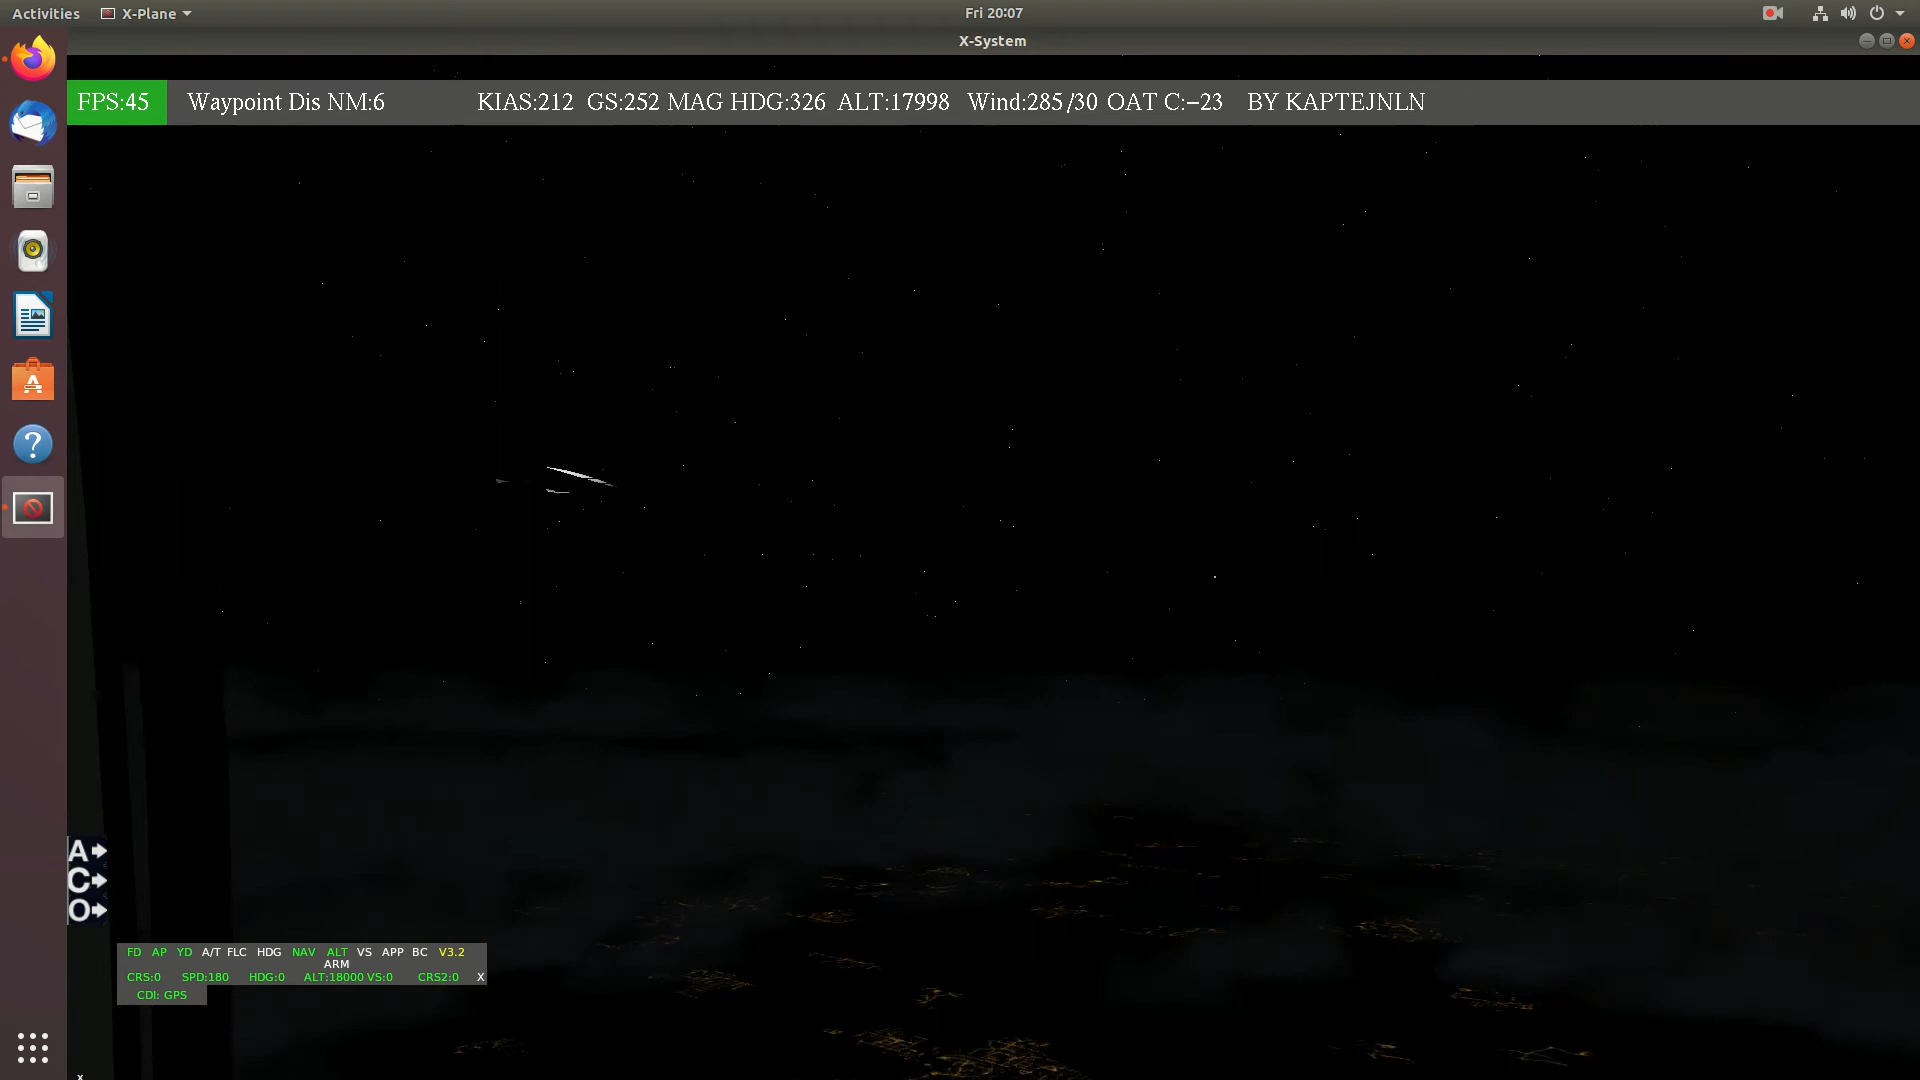 Activities X-Plane Fri 20:07
X-System
FPS:45 Waypoint Dis NM:6 KIAS:212 GS:252 MAG HDG:326 ALT:17998 Wind:285/30 OAT C:-23 BY KAPTEJNLN
A
C
O
FD AP YD A/T FLC HDG NAV ALT VS APP BC V3.2
ARM
CRS:0 SPD:180 HDG:0 ALT:18000 VS:0 CRS2:0 X
CDI: GPS
x